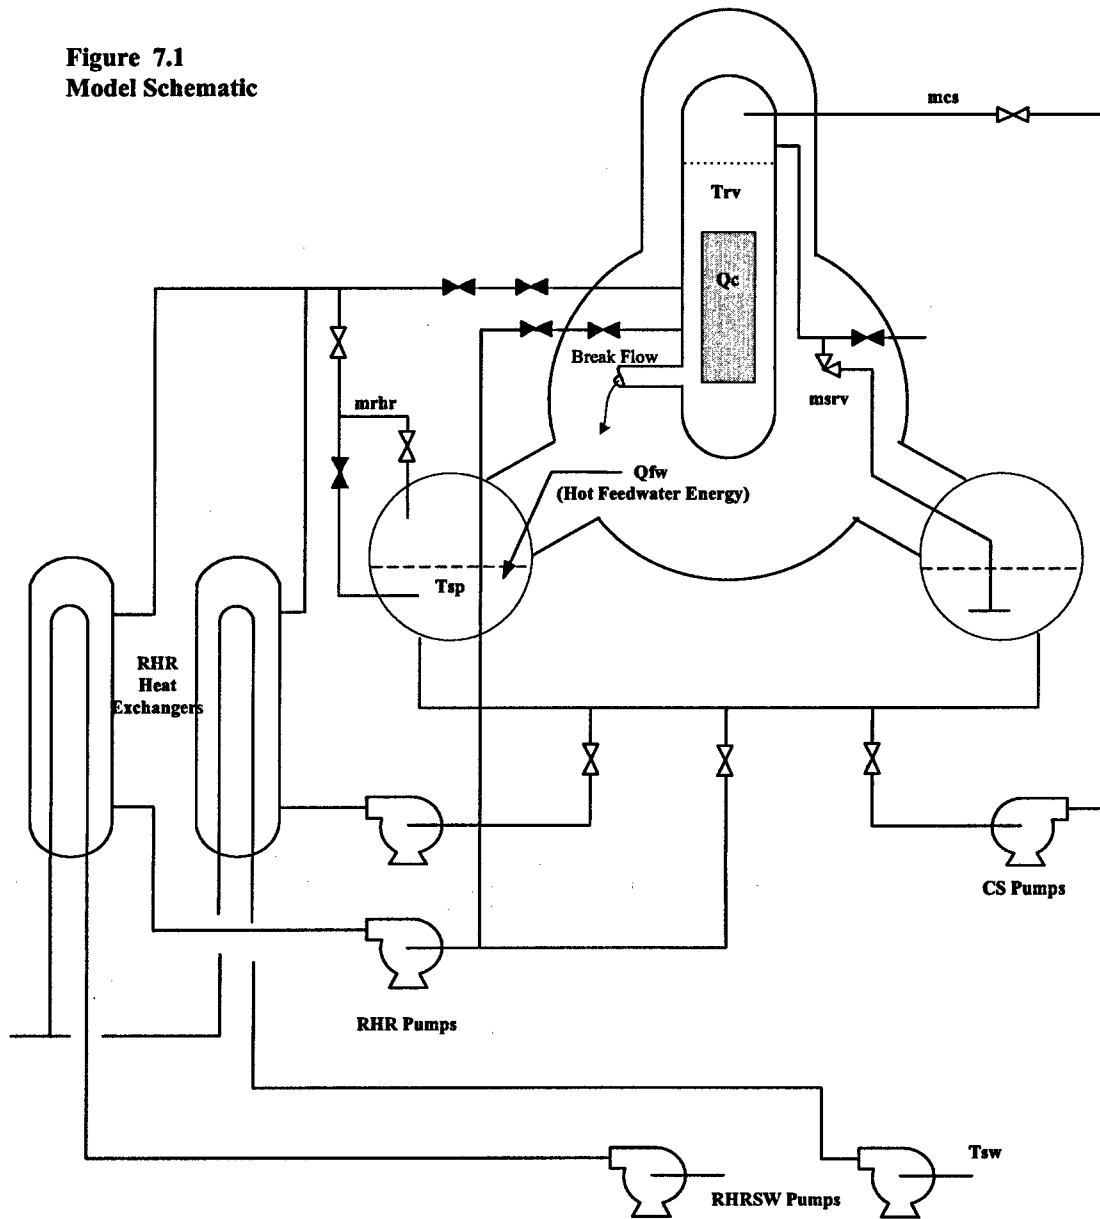 Figure 7.1
Model Schematic
mcs
Trv
Qc
Break Flow
msrv
mrhr
Qfw
(Hot Feedwater Energy)
Tsp
RHR
Heat
Exchangers
CS Pumps
RHR Pumps
Tsw
RHRSW Pumps